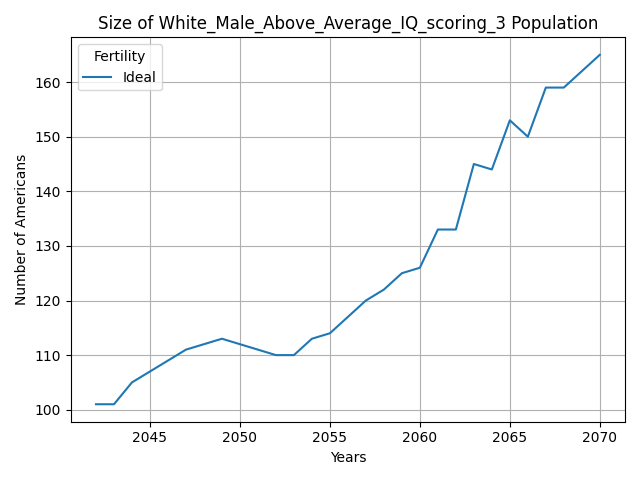 Size of White_Male_Above_Average_IQ_scoring_3 Population
Fertility
Ideal
Number of Americans
160
150
140
130
120
110
100
2045 2050 2055 2060 2065 2070
Years